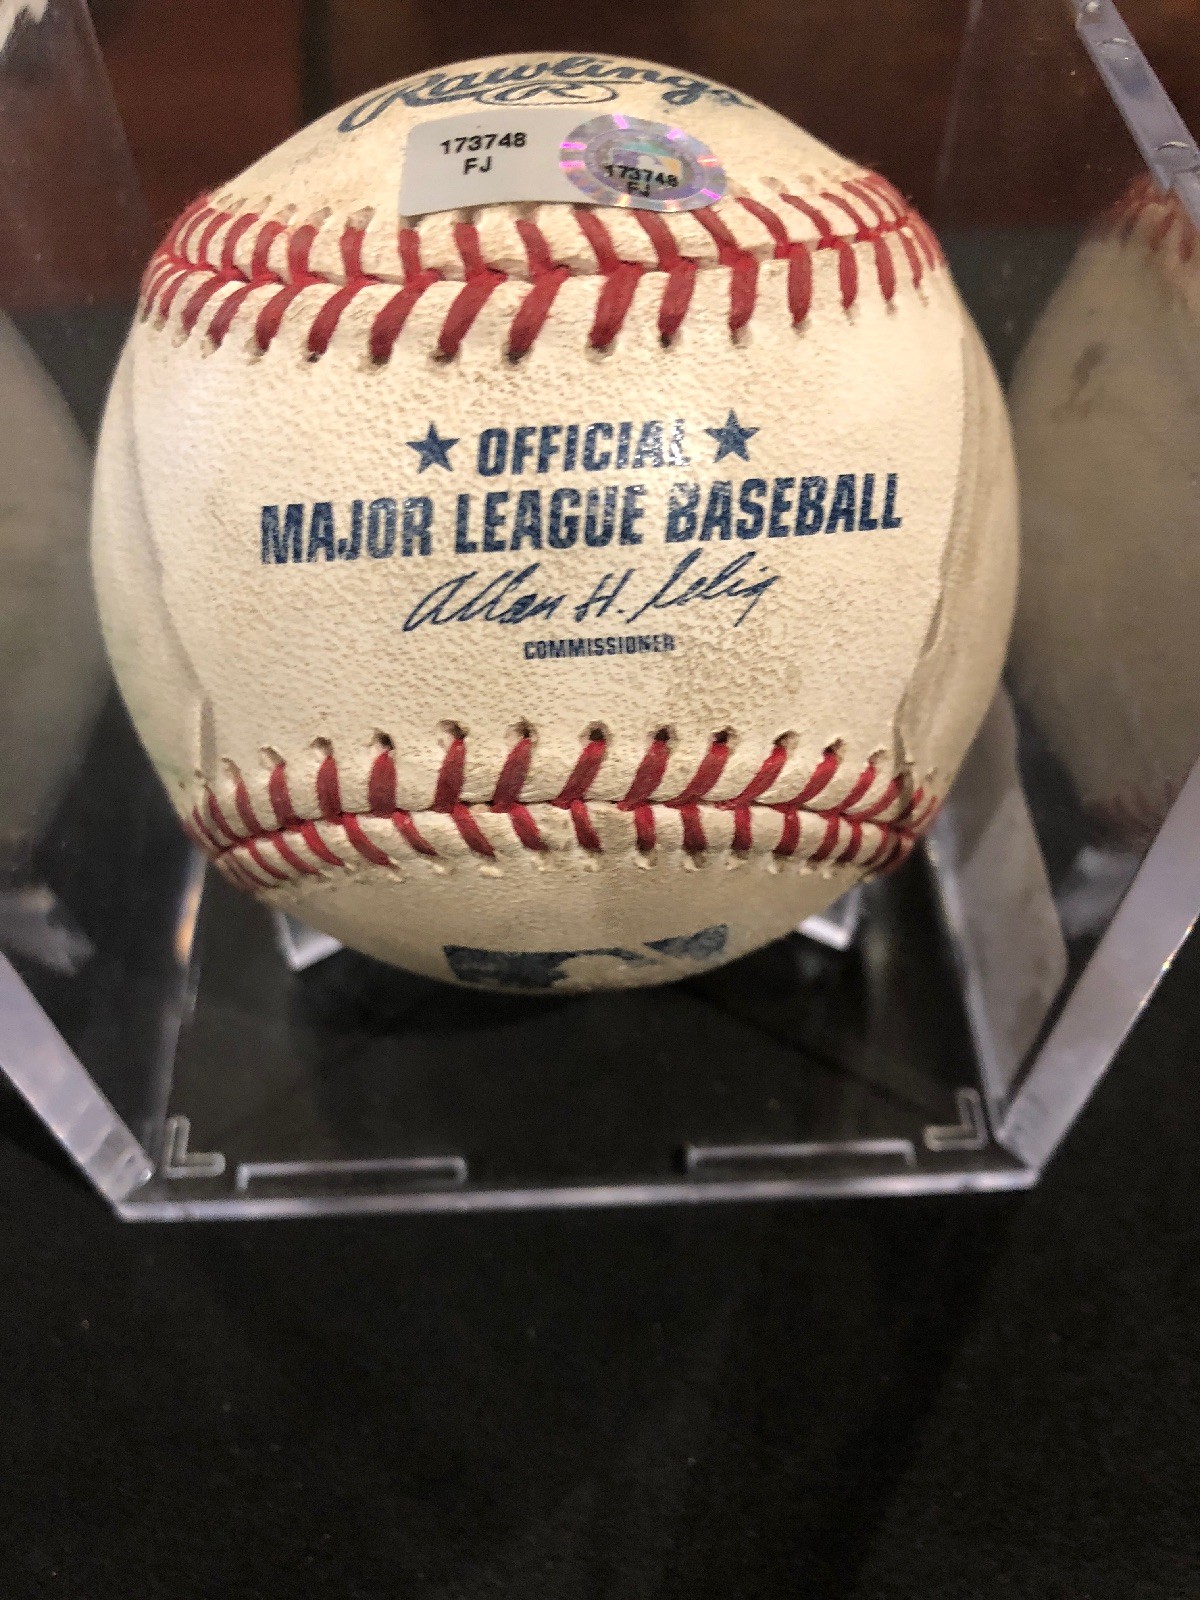 Rawlings
R
173748
FJ
173748
FJ
★ OFFICIAL ★
MAJOR LEAGUE BASEBALL
Allan H. Selig
COMMISSIONER